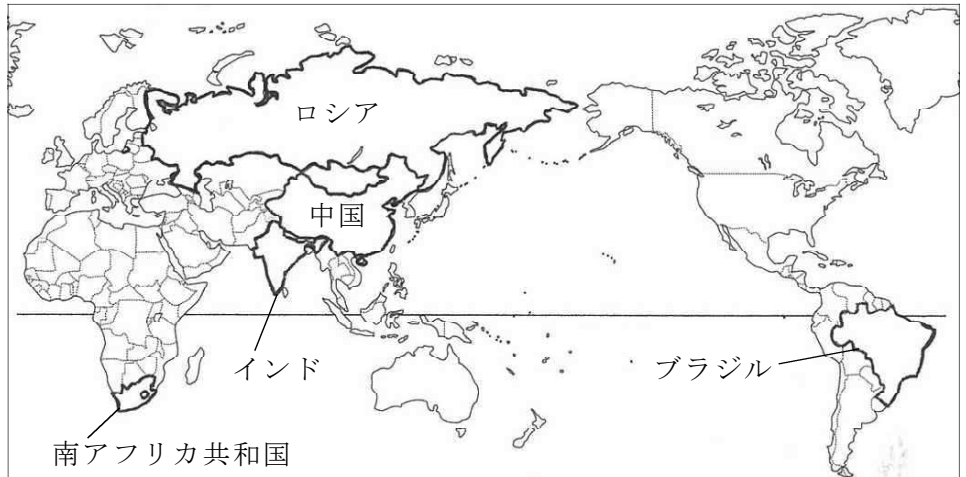 ロシア
中国
インド
ブラジル
南アフリカ共和国